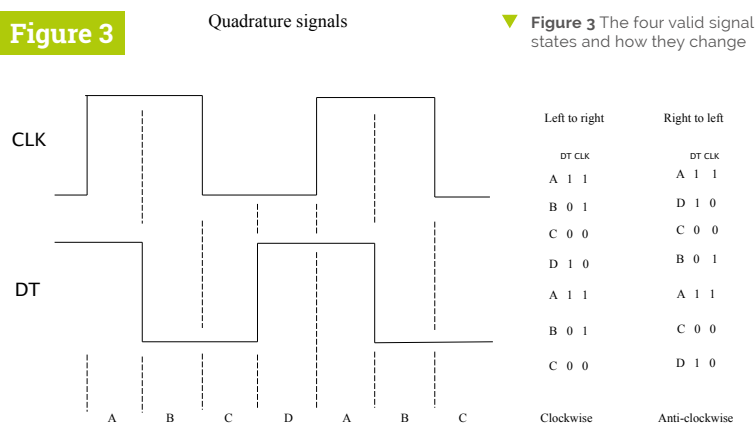 Figure 3
Quadrature signals
Figure 3 The four valid signal
states and how they change
CLK
DT
A B C D A B C
Left to right
DT CLK
A 1 1
B 0 1
C 0 0
D 1 0
A 1 1
B 0 1
C 0 0
Clockwise
Right to left
DT CLK
A 1 1
D 1 0
C 0 0
B 0 1
A 1 1
C 0 0
D 1 0
Anti-clockwise